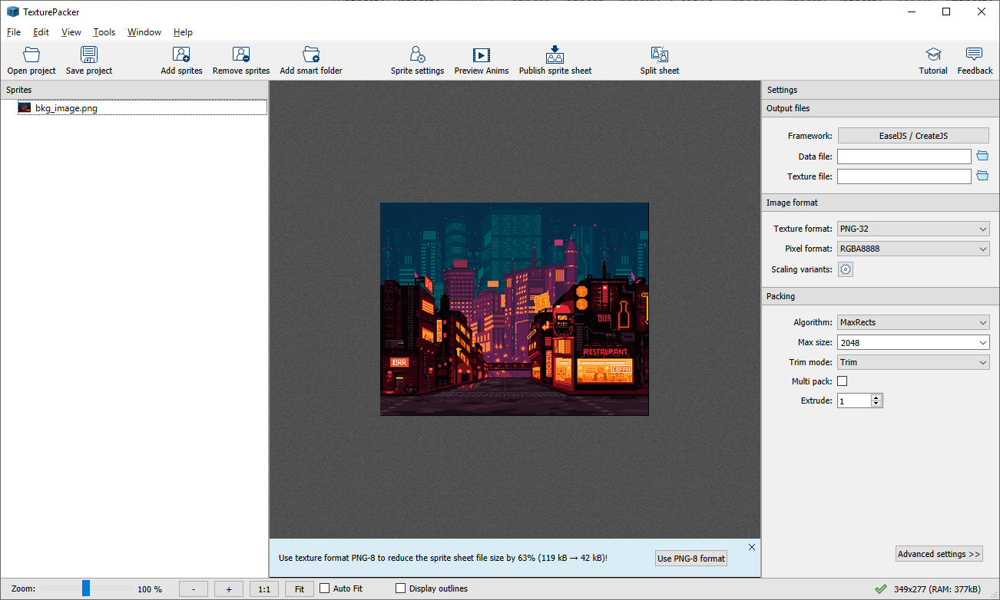 TexturePacker
File Edit View Tools Window Help
Open project Save project Add sprites Remove sprites Add smart folder Sprite settings Preview Anims Publish sprite sheet Split sheet Tutorial Feedback
Sprites
bkg_image.png
BAR
BEER
RESTAURANT
COFFEE
Use texture format PNG-8 to reduce the sprite sheet file size by 63% (119 kB → 42 kB)! Use PNG-8 format
Settings
Output files
Framework: EaselJS / CreateJS
Data file:
Texture file:
Image format
Texture format: PNG-32
Pixel format: RGBA8888
Scaling variants:
Packing
Algorithm: MaxRects
Max size: 2048
Trim mode: Trim
Multi pack:
Extrude: 1
Advanced settings >>
Zoom: 100 % - + 1:1 Fit Auto Fit Display outlines 349x277 (RAM: 377kB)